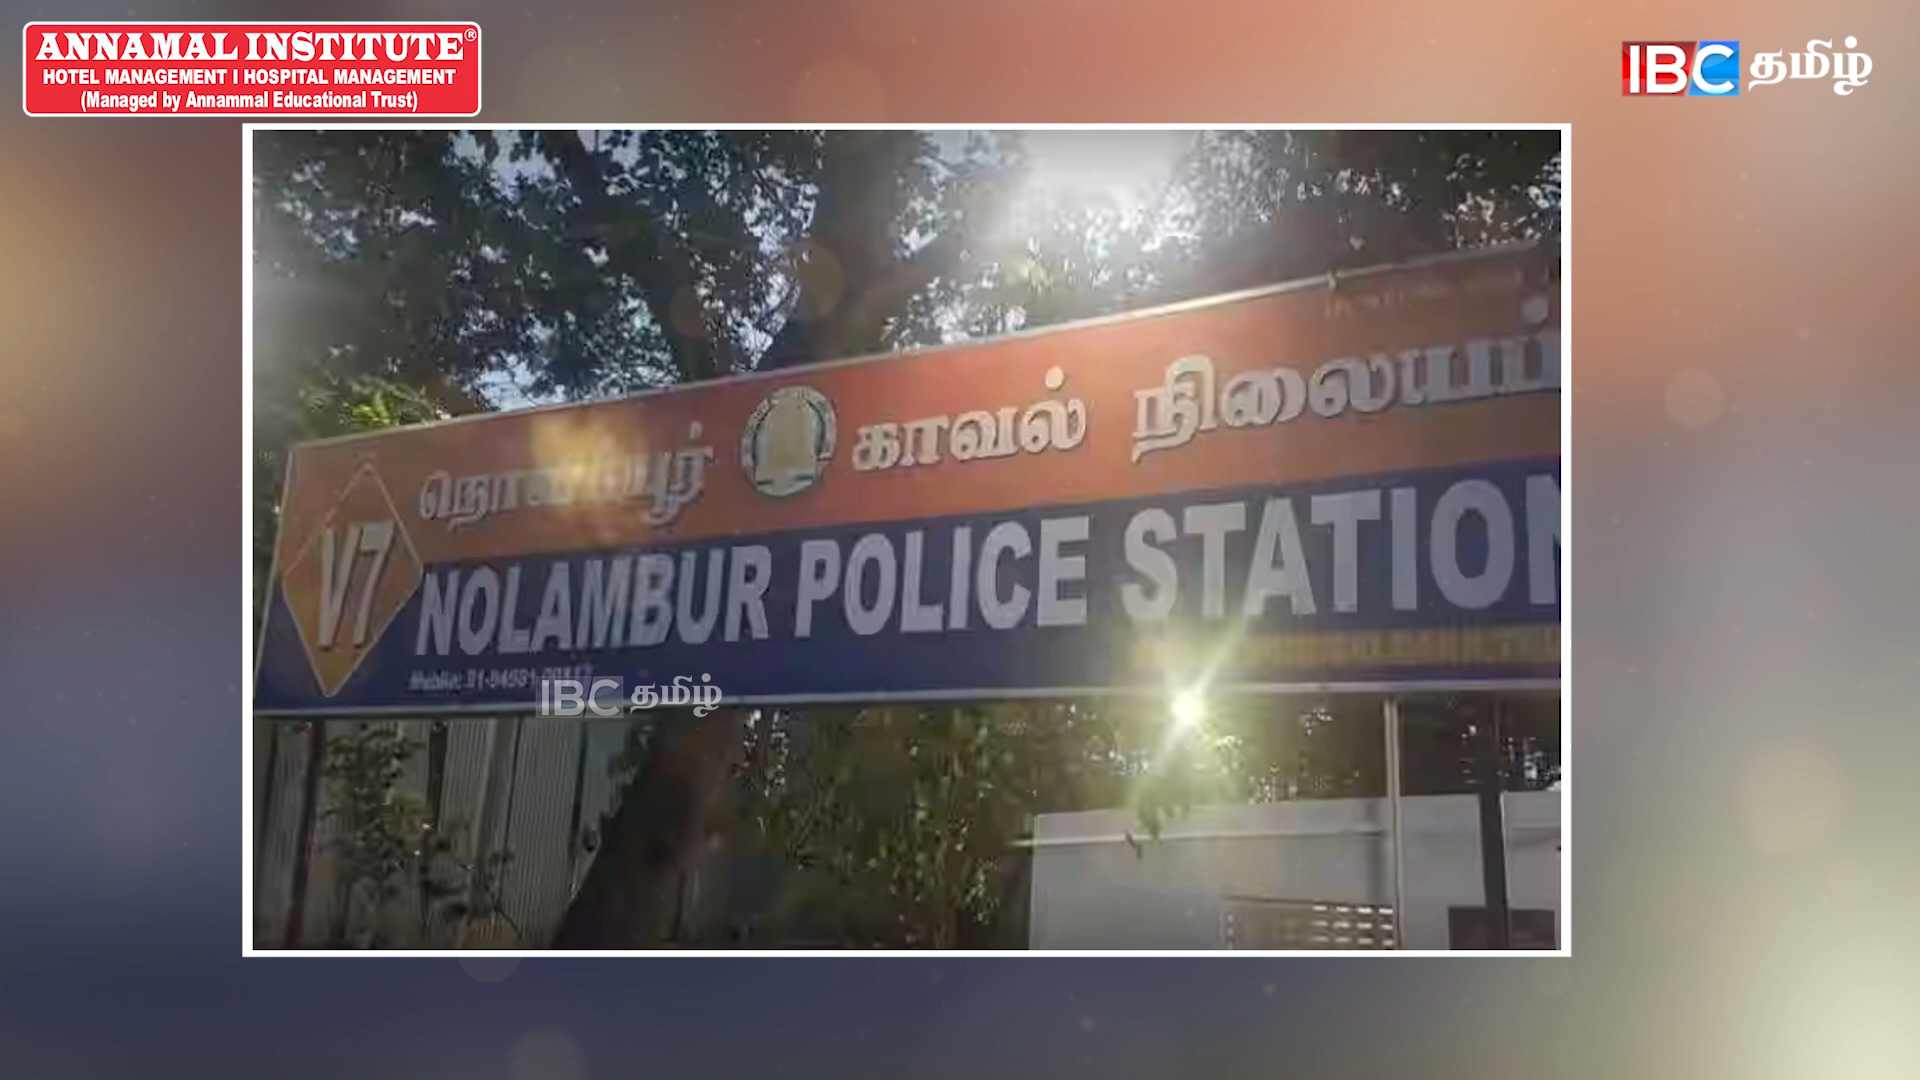 ANNAMAL INSTITUTE®
HOTEL MANAGEMENT I HOSPITAL MANAGEMENT
(Managed by Annammal Educational Trust)
IBC தமிழ்
காவல் நிலையம்
V7
NOLAMBUR POLICE STATION
IBC தமிழ்